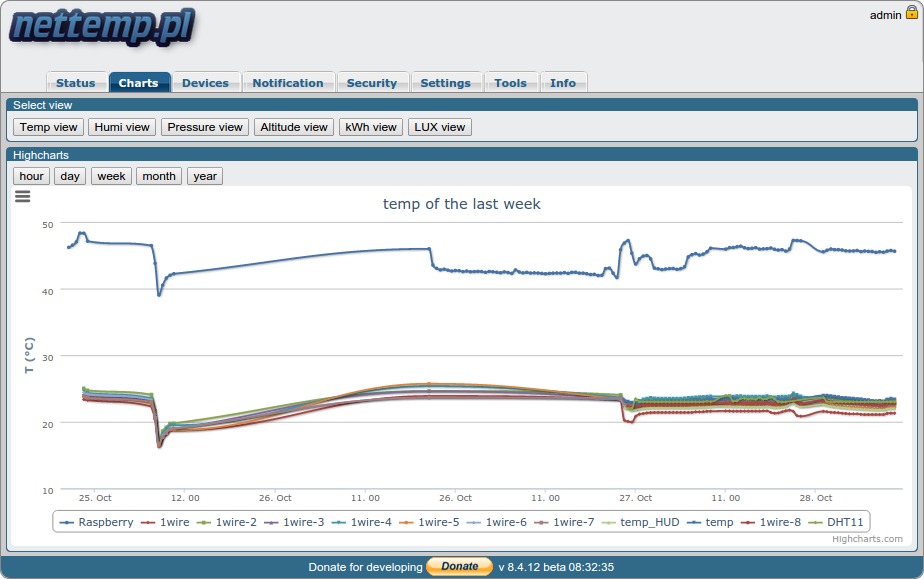 nettemp.pl
admin
Status Charts Devices Notification Security Settings Tools Info
Select view
Temp view Humi view Pressure view Altitude view kWh view LUX view
Highcharts
hour day week month year
temp of the last week
50
40
30
20
10
T (°C)
25. Oct 12. 00 26. Oct 11. 00 26. Oct 11. 00 27. Oct 11. 00 28. Oct
Raspberry 1wire 1wire-2 1wire-3 1wire-4 1wire-5 1wire-6 1wire-7 temp_HUD temp 1wire-8 DHT11
Highcharts.com
Donate for developing Donate v 8.4.12 beta 08:32:35